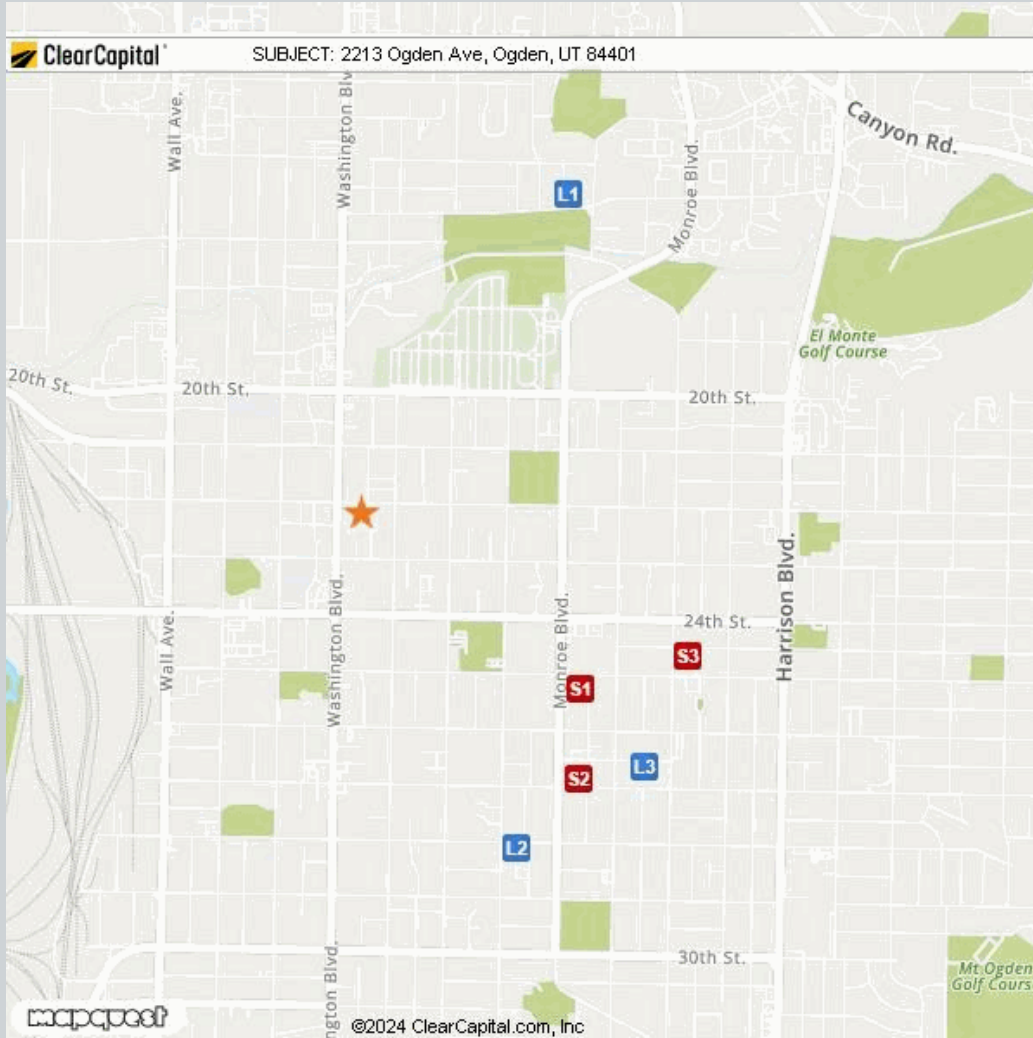 ClearCapital
SUBJECT: 2213 Ogden Ave, Ogden, UT 84401
Wall Ave.
Washington Blv
Canyon Rd.
Monroe Blvd.
L1
El Monte
Golf Course
20th St.
20th St.
20th St.
Harrison Blvd.
Washington Blvd.
Monroe Blvd.
Wall Ave.
24th St.
S3
S1
L3
S2
L2
30th St.
ngton Blvd.
Mt Ogden
Golf Cours
mapquest
©2024 ClearCapital.com, Inc